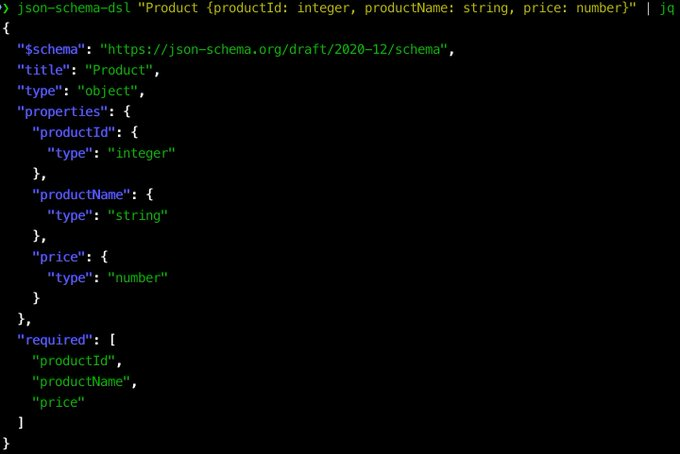 ❯ json-schema-dsl "Product {productId: integer, productName: string, price: number}" | jq
{
  "$schema": "https://json-schema.org/draft/2020-12/schema",
  "title": "Product",
  "type": "object",
  "properties": {
    "productId": {
      "type": "integer"
    },
    "productName": {
      "type": "string"
    },
    "price": {
      "type": "number"
    }
  },
  "required": [
    "productId",
    "productName",
    "price"
  ]
}